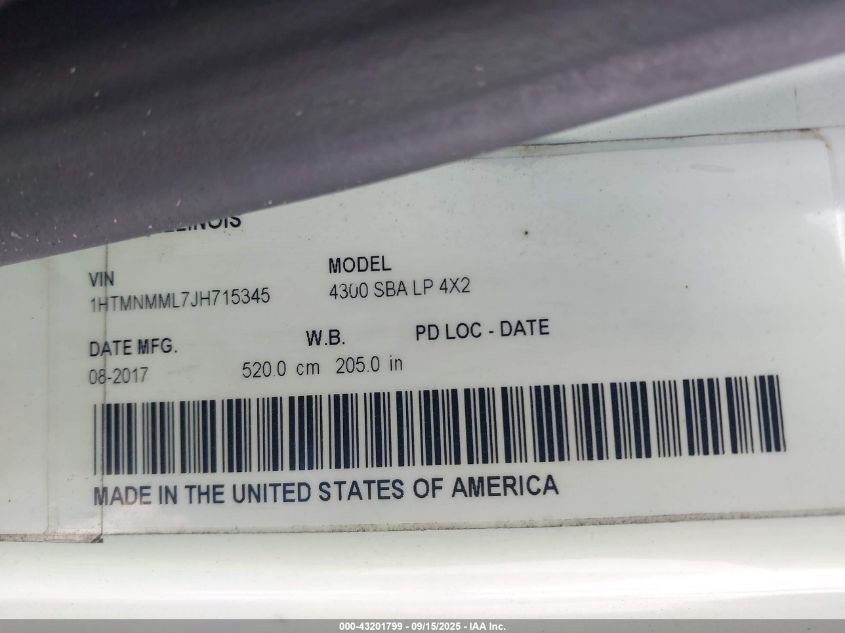 ILLINOIS
VIN
1HTMNMML7JH715345
MODEL
4300 SBA LP 4X2
DATE MFG.
08-2017
W.B.
520.0 cm 205.0 in
PD LOC - DATE
MADE IN THE UNITED STATES OF AMERICA
000-43201799 - 09/15/2025 - IAA Inc.